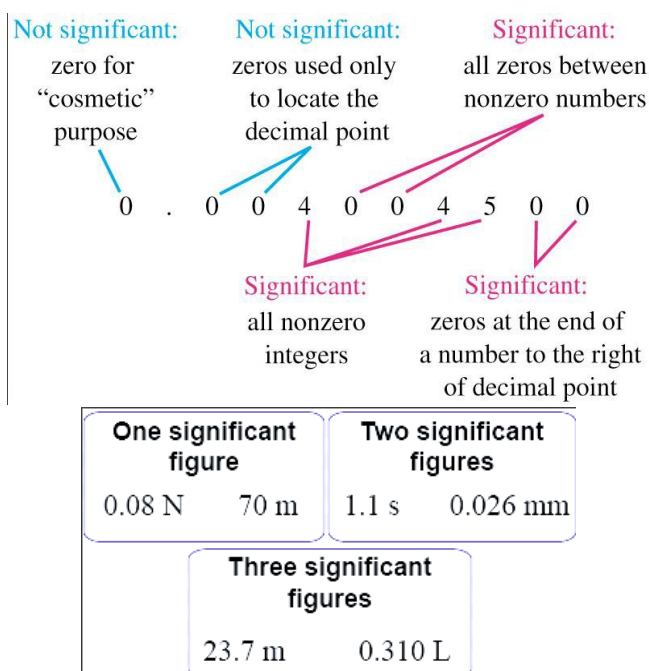 Not significant:
zero for
“cosmetic”
purpose
Not significant:
zeros used only
to locate the
decimal point
Significant:
all zeros between
nonzero numbers
0 . 0 0 4 0 0 4 5 0 0
Significant:
all nonzero
integers
Significant:
zeros at the end of
a number to the right
of decimal point
One significant
figure
0.08 N 70 m
Two significant
figures
1.1 s 0.026 mm
Three significant
figures
23.7 m 0.310 L